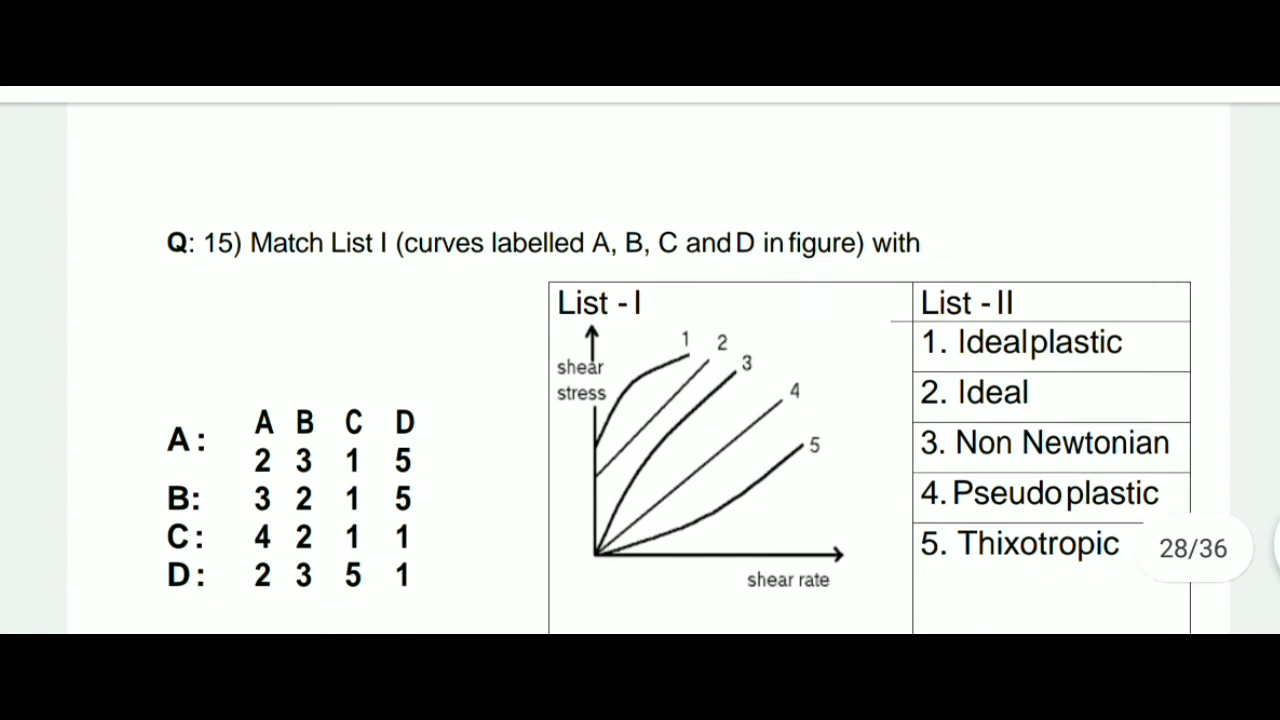 Q: 15) Match List I (curves labelled A, B, C and D in figure) with
List - I
List - II
shear
stress
1
2
3
4
5
shear rate
1. Ideal plastic
2. Ideal
3. Non Newtonian
4. Pseudo plastic
5. Thixotropic
A B C D
A: 2 3 1 5
B: 3 2 1 5
C: 4 2 1 1
D: 2 3 5 1
28/36